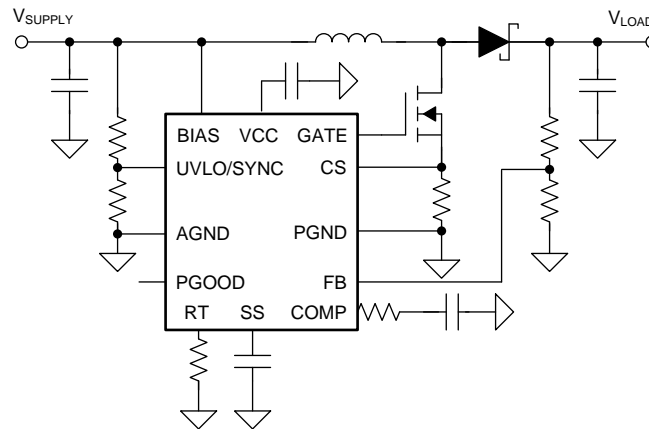 VSUPPLY
VLOAD
BIAS VCC GATE
UVLO/SYNC CS
AGND PGND
PGOOD FB
RT SS COMP